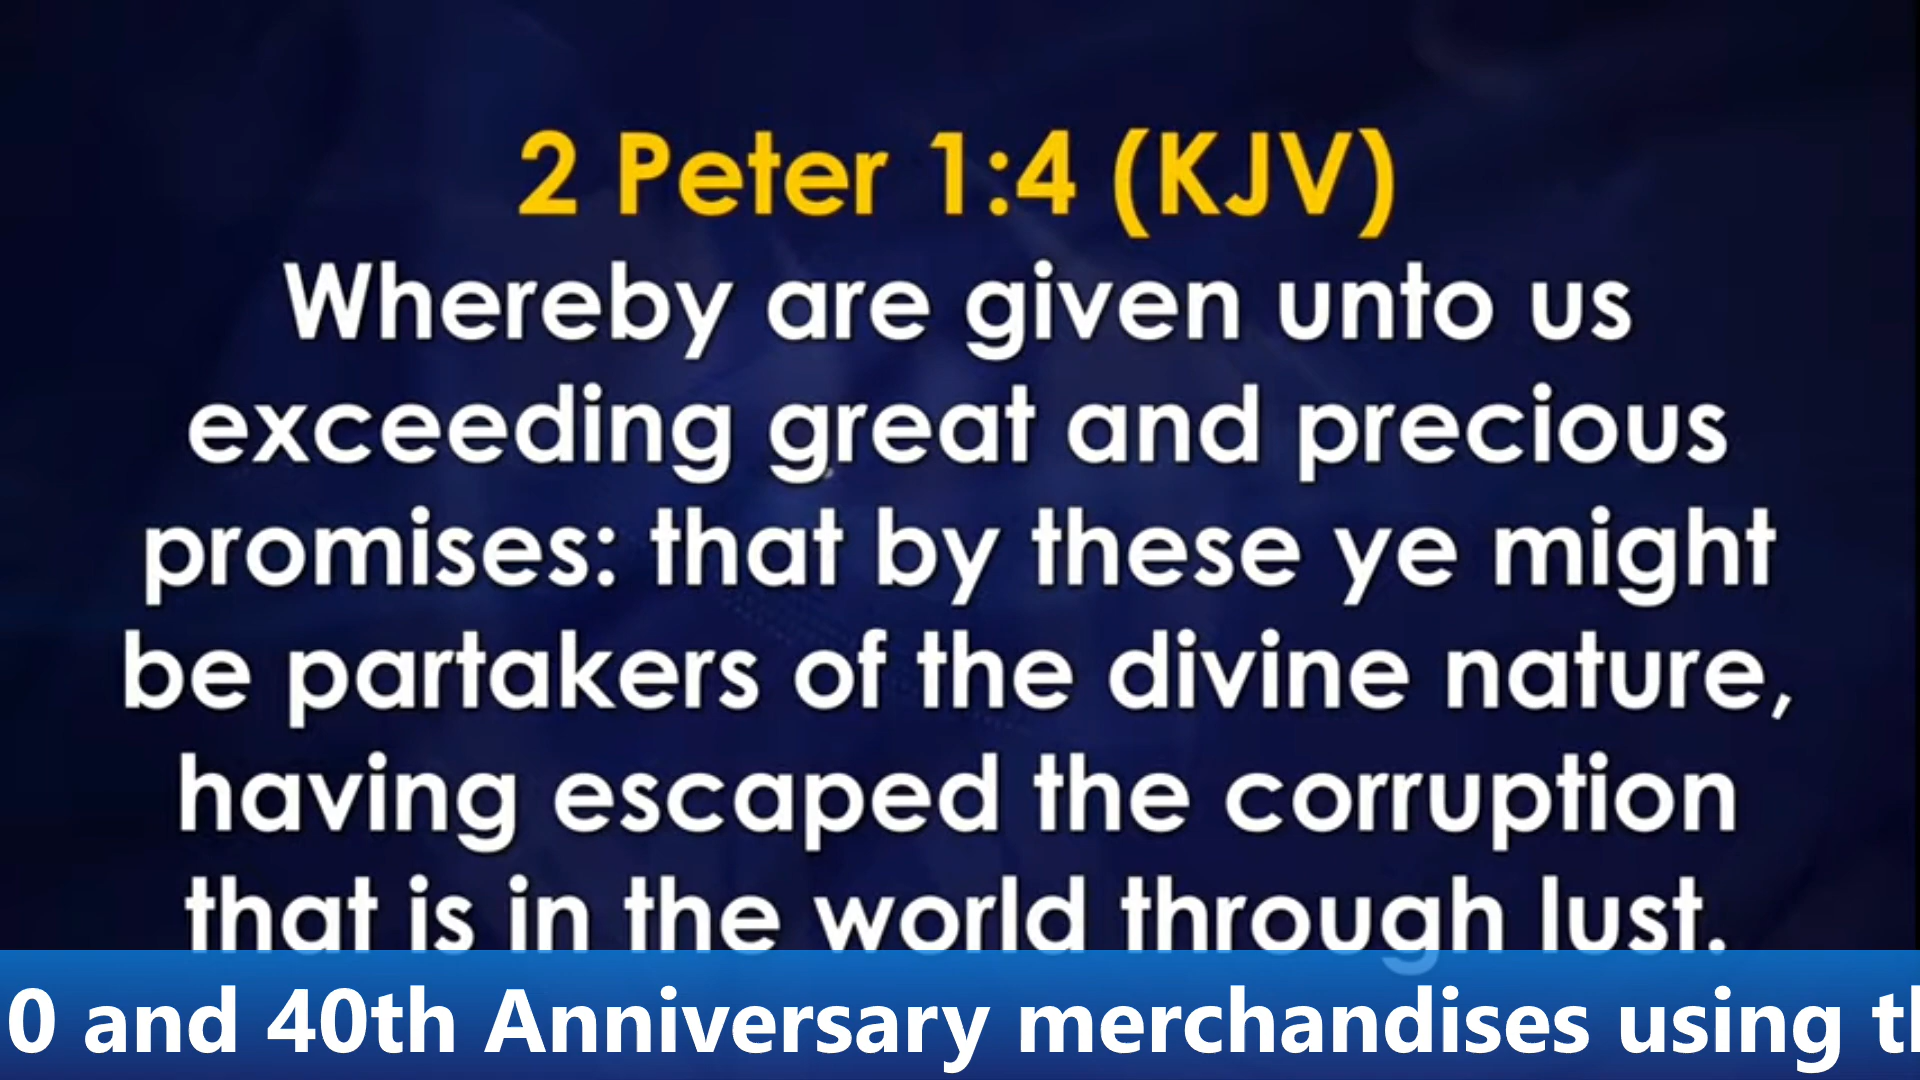 2 Peter 1:4 (KJV)
Whereby are given unto us
exceeding great and precious
promises: that by these ye might
be partakers of the divine nature,
having escaped the corruption
that is in the world through lust.
0 and 40th Anniversary merchandises using